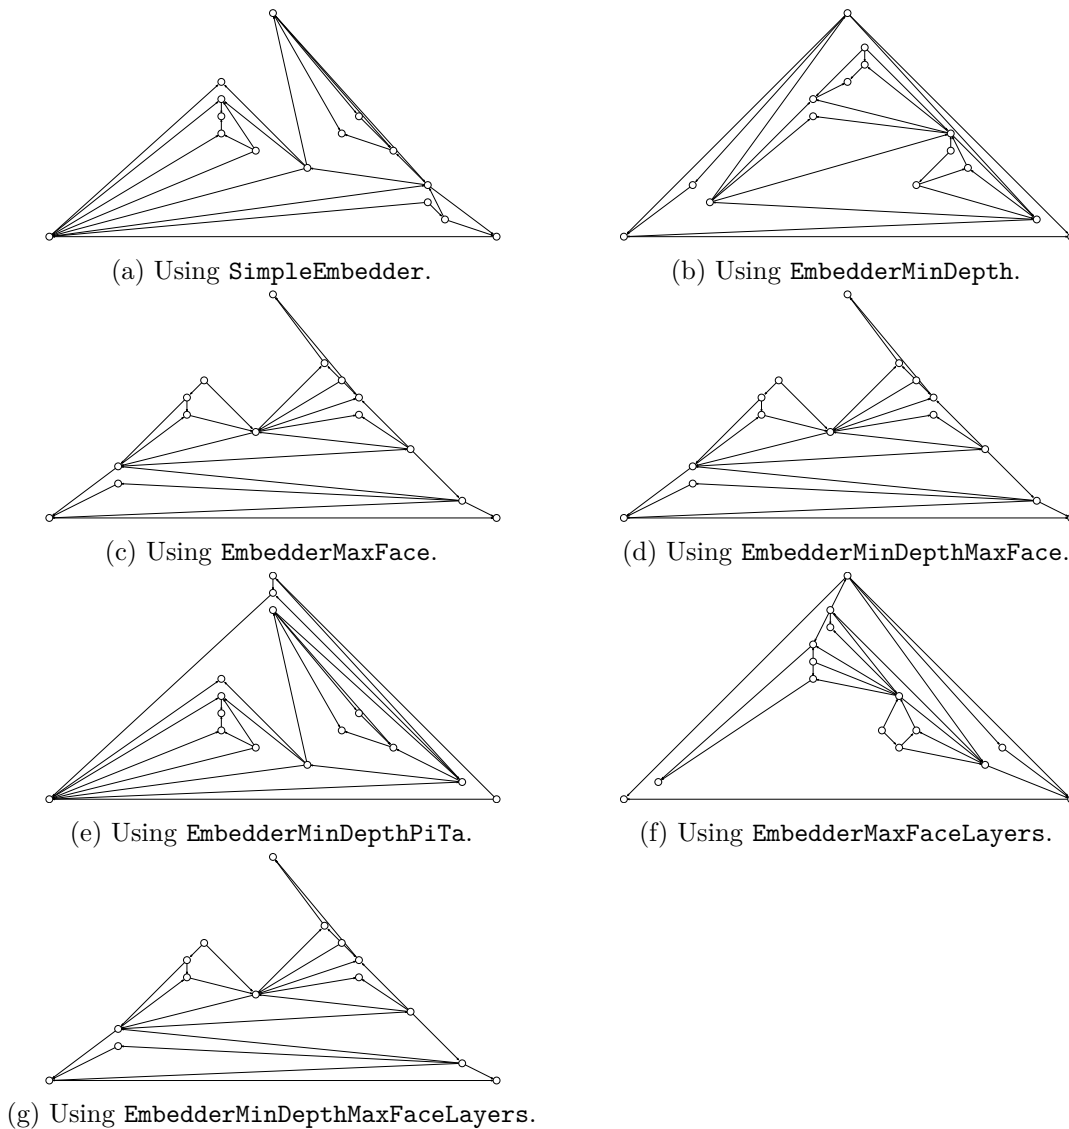 (a) Using SimpleEmbedder.
(b) Using EmbedderMinDepth.
(c) Using EmbedderMaxFace.
(d) Using EmbedderMinDepthMaxFace.
(e) Using EmbedderMinDepthPiTa.
(f) Using EmbedderMaxFaceLayers.
(g) Using EmbedderMinDepthMaxFaceLayers.